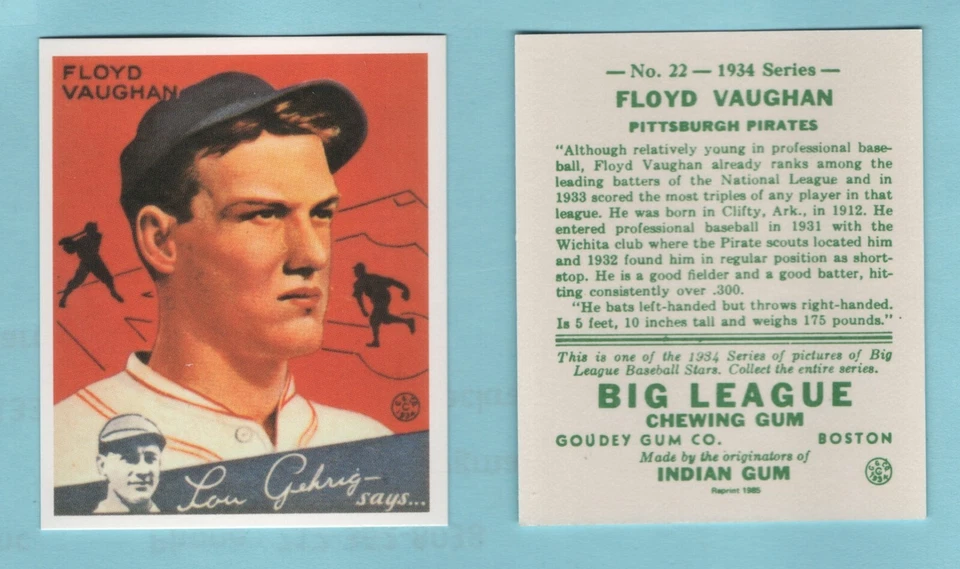 FLOYD
VAUGHAN
Lou Gehrig—
says...
— No. 22 — 1934 Series —
FLOYD VAUGHAN
PITTSBURGH PIRATES
"Although relatively young in professional base-
ball, Floyd Vaughan already ranks among the
leading batters of the National League and in
1933 scored the most triples of any player in that
league. He was born in Clifty, Ark., in 1912. He
entered professional baseball in 1931 with the
Wichita club where the Pirate scouts located him
and 1932 found him in regular position as short-
stop. He is a good fielder and a good batter, hit-
ting consistently over .300.
"He bats left-handed but throws right-handed.
Is 5 feet, 10 inches tall and weighs 175 pounds."
This is one of the 1934 Series of pictures of Big
League Baseball Stars. Collect the entire series.
BIG LEAGUE
CHEWING GUM
GOUDEY GUM CO. BOSTON
Made by the originators of
INDIAN GUM
Reprint 1985